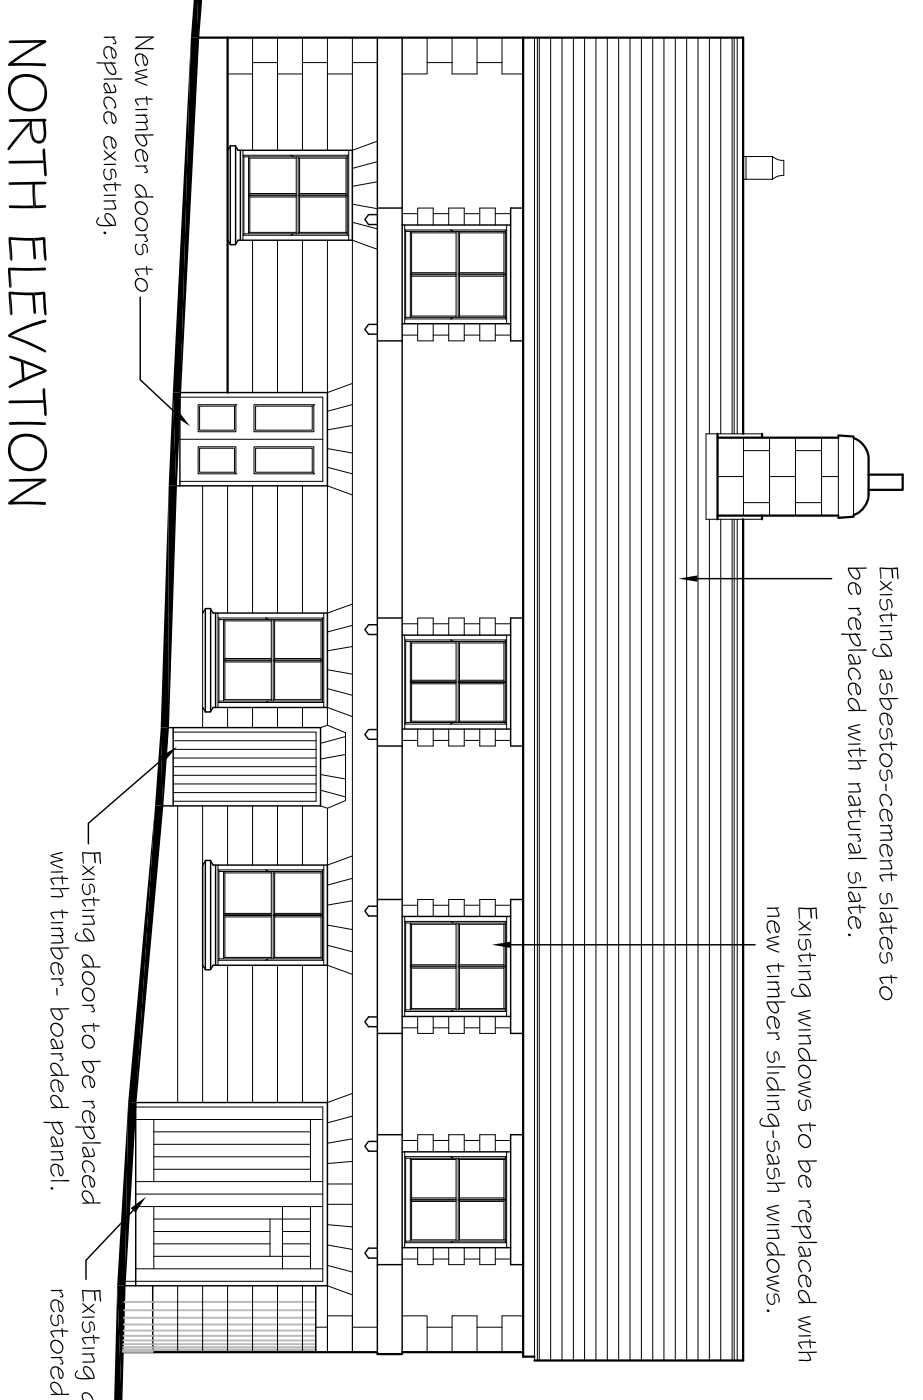 Existing asbestos-cement slates to
be replaced with natural slate.
Existing windows to be replaced with
new timber sliding-sash windows.
New timber doors to
replace existing.
Existing door to be replaced
with timber- boarded panel.
Existing
restored
NORTH ELEVATION